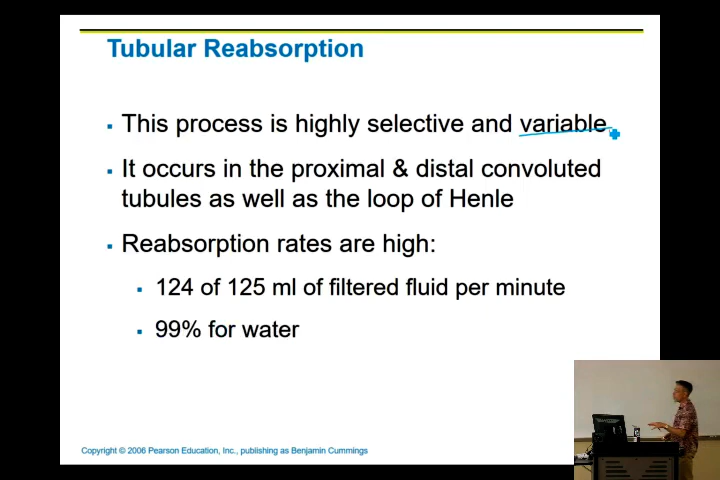 Tubular Reabsorption
This process is highly selective and variable
It occurs in the proximal & distal convoluted
tubules as well as the loop of Henle
Reabsorption rates are high:
124 of 125 ml of filtered fluid per minute
99% for water
Copyright © 2006 Pearson Education, Inc., publishing as Benjamin Cummings